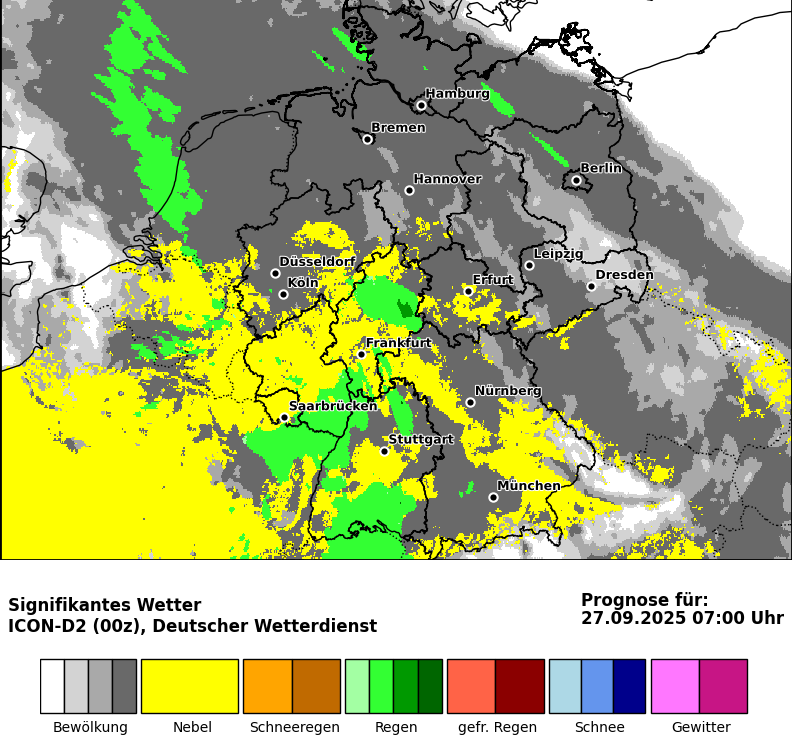 Hamburg
Bremen
Berlin
Hannover
Leipzig
Düsseldorf
Dresden
Köln
Erfurt
Frankfurt
Nürnberg
Saarbrücken
Stuttgart
München
Signifikantes Wetter
ICON-D2 (00z), Deutscher Wetterdienst
Prognose für:
27.09.2025 07:00 Uhr
Bewölkung Nebel Schneeregen Regen gefr. Regen Schnee Gewitter